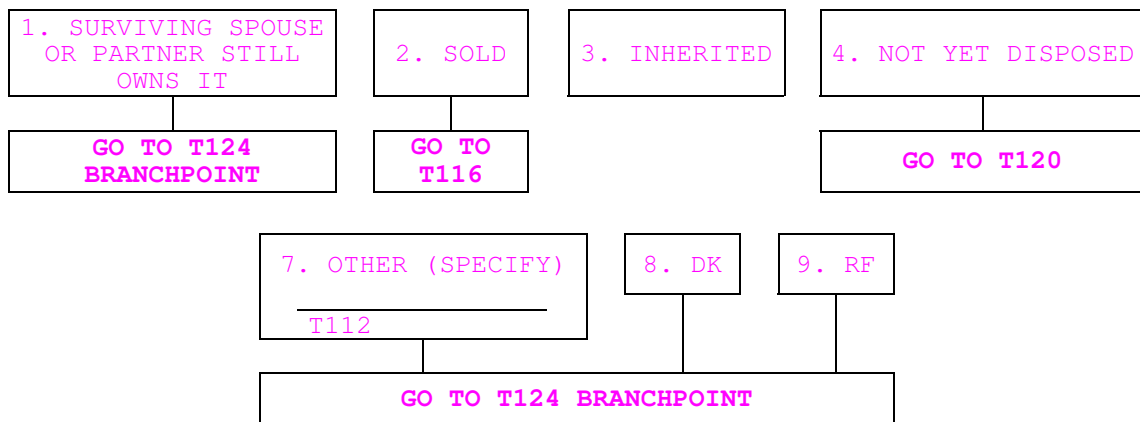 1. SURVIVING SPOUSE
OR PARTNER STILL
OWNS IT
2. SOLD
3. INHERITED
4. NOT YET DISPOSED
GO TO T124
BRANCHPOINT
GO TO
T116
GO TO T120
7. OTHER (SPECIFY)
T112
8. DK
9. RF
GO TO T124 BRANCHPOINT